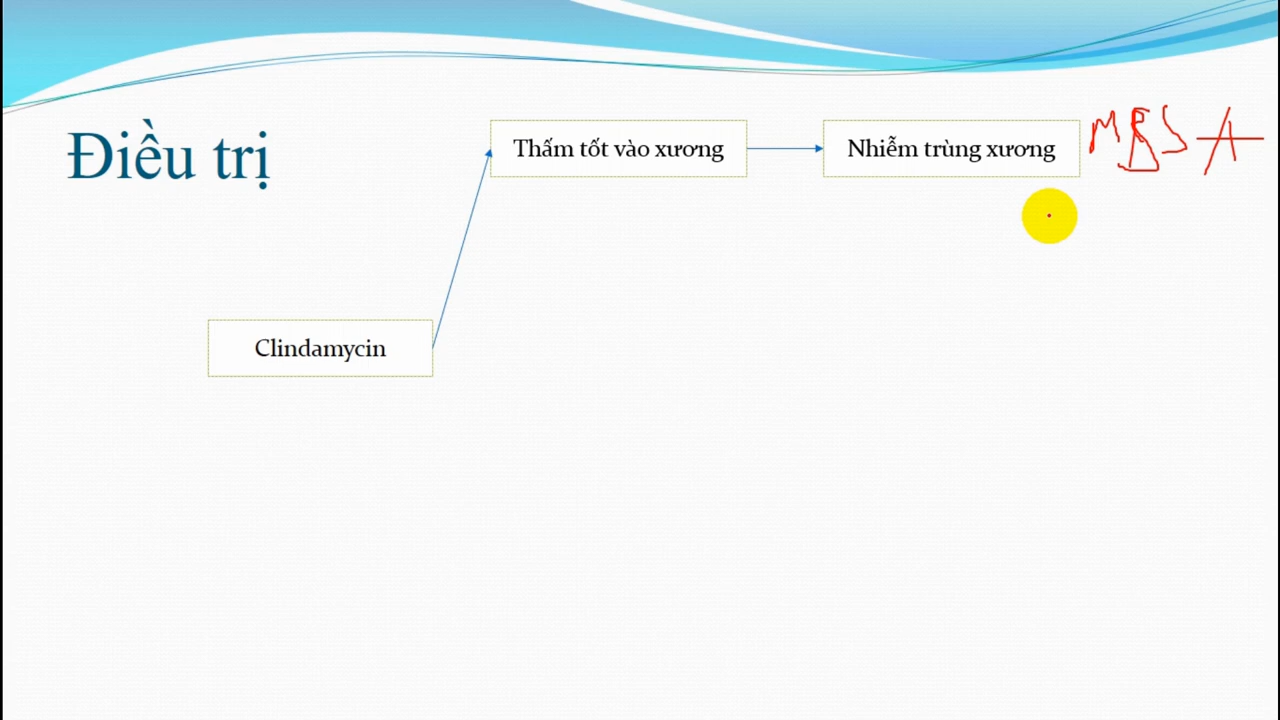 Điều trị
Thấm tốt vào xương
Nhiễm trùng xương
MRSA
Clindamycin